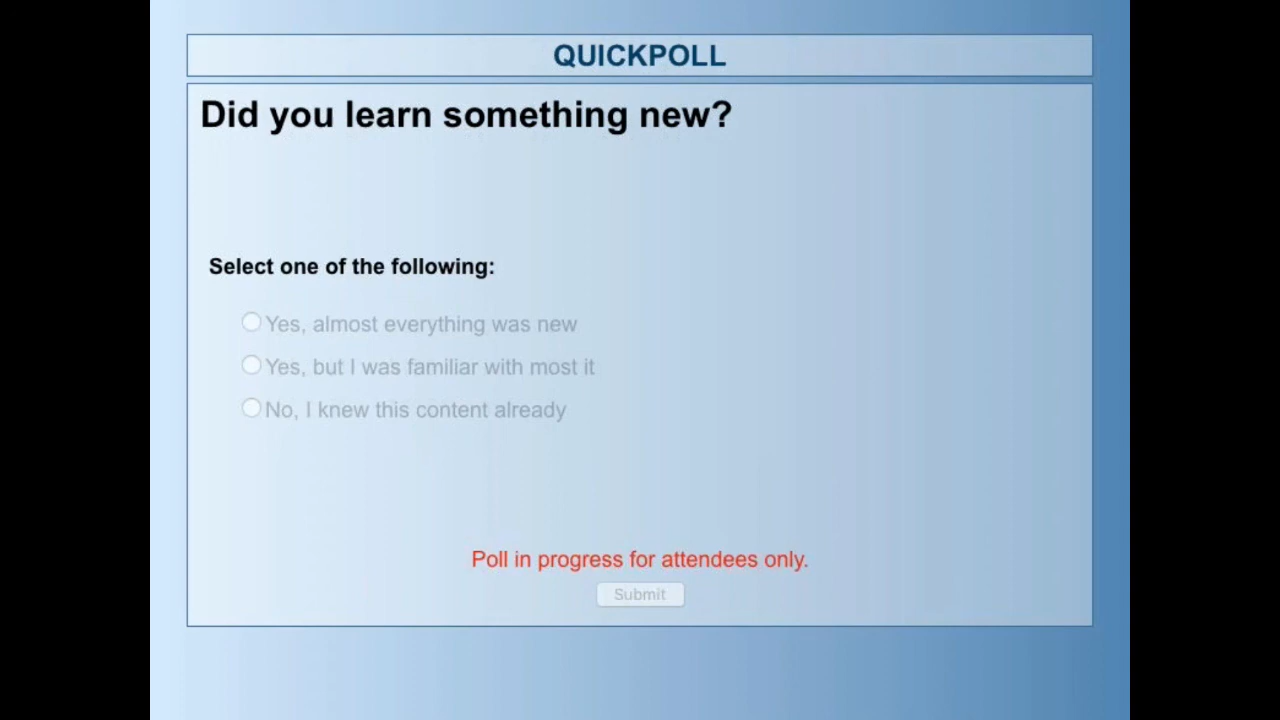 QUICKPOLL
Did you learn something new?
Select one of the following:
Yes, almost everything was new
Yes, but I was familiar with most it
No, I knew this content already
Poll in progress for attendees only.
Submit